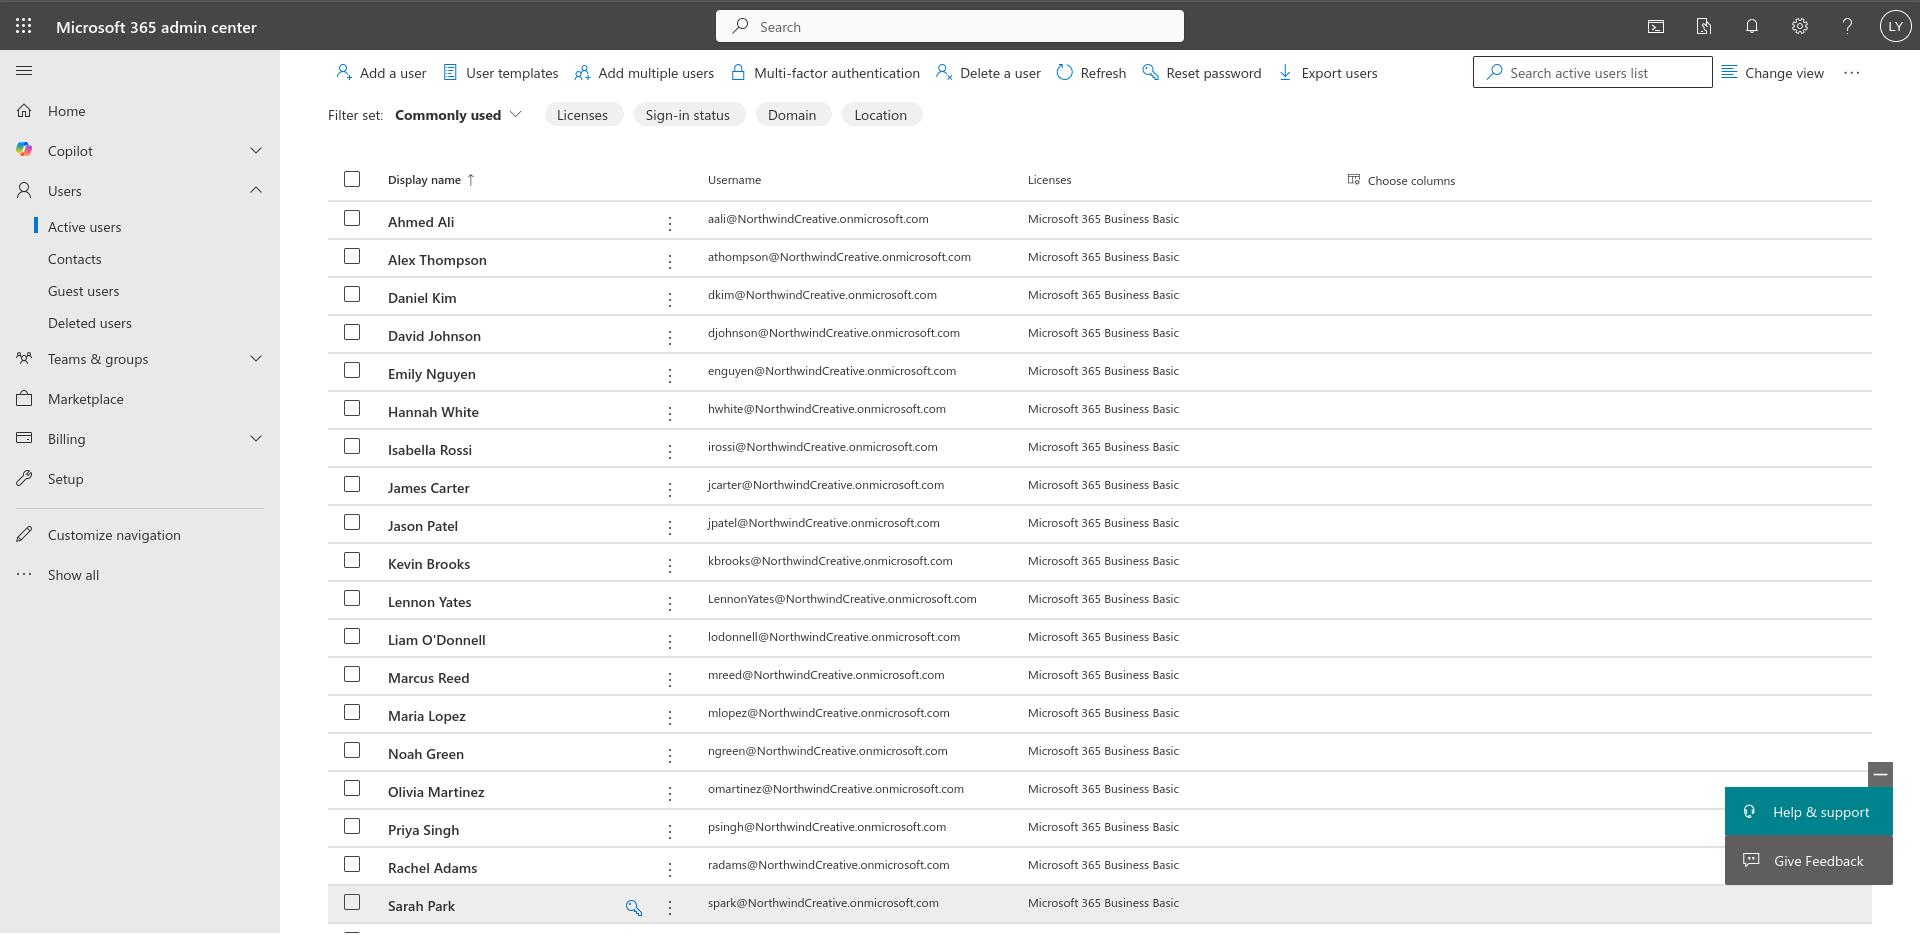 Microsoft 365 admin center
Search
LY
Home
Copilot
Users
Active users
Contacts
Guest users
Deleted users
Teams & groups
Marketplace
Billing
Setup
Customize navigation
Show all
Add a user
User templates
Add multiple users
Multi-factor authentication
Delete a user
Refresh
Reset password
Export users
Search active users list
Change view
Filter set: Commonly used
Licenses
Sign-in status
Domain
Location
Display name ↑ Username Licenses Choose columns
Ahmed Ali aali@NorthwindCreative.onmicrosoft.com Microsoft 365 Business Basic
Alex Thompson athompson@NorthwindCreative.onmicrosoft.com Microsoft 365 Business Basic
Daniel Kim dkim@NorthwindCreative.onmicrosoft.com Microsoft 365 Business Basic
David Johnson djohnson@NorthwindCreative.onmicrosoft.com Microsoft 365 Business Basic
Emily Nguyen enguyen@NorthwindCreative.onmicrosoft.com Microsoft 365 Business Basic
Hannah White hwhite@NorthwindCreative.onmicrosoft.com Microsoft 365 Business Basic
Isabella Rossi irossi@NorthwindCreative.onmicrosoft.com Microsoft 365 Business Basic
James Carter jcarter@NorthwindCreative.onmicrosoft.com Microsoft 365 Business Basic
Jason Patel jpatel@NorthwindCreative.onmicrosoft.com Microsoft 365 Business Basic
Kevin Brooks kbrooks@NorthwindCreative.onmicrosoft.com Microsoft 365 Business Basic
Lennon Yates LennonYates@NorthwindCreative.onmicrosoft.com Microsoft 365 Business Basic
Liam O'Donnell lodonnell@NorthwindCreative.onmicrosoft.com Microsoft 365 Business Basic
Marcus Reed mreed@NorthwindCreative.onmicrosoft.com Microsoft 365 Business Basic
Maria Lopez mlopez@NorthwindCreative.onmicrosoft.com Microsoft 365 Business Basic
Noah Green ngreen@NorthwindCreative.onmicrosoft.com Microsoft 365 Business Basic
Olivia Martinez omartinez@NorthwindCreative.onmicrosoft.com Microsoft 365 Business Basic
Priya Singh psingh@NorthwindCreative.onmicrosoft.com Microsoft 365 Business Basic
Rachel Adams radams@NorthwindCreative.onmicrosoft.com Microsoft 365 Business Basic
Sarah Park spark@NorthwindCreative.onmicrosoft.com Microsoft 365 Business Basic
Help & support
Give Feedback